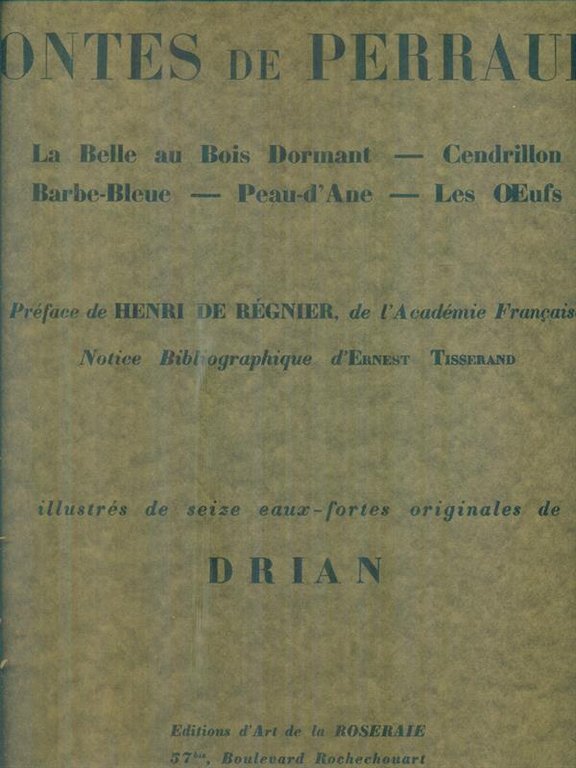 ONTES DE PERRAU
La Belle au Bois Dormant — Cendrillon
Barbe-Bleue — Peau-d'Ane — Les Œufs
Préface de HENRI DE RÉGNIER, de l'Académie Français
Notice Bibliographique d'ERNEST TISSERAND
illustrés de seize eaux-fortes originales de
DRIAN
Editions d'Art de la ROSERAIE
57bis, Boulevard Rochechouart